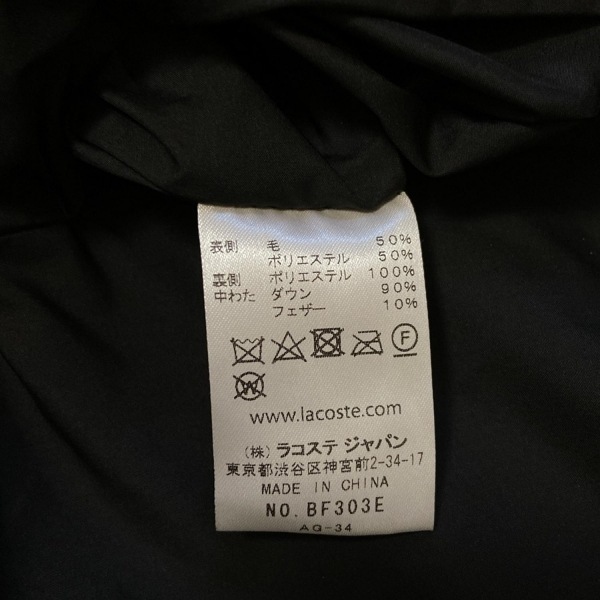 表側 毛 50%
ポリエステル 50%
裏側 ポリエステル 100%
中わた ダウン 90%
フェザー 10%
F
W
www.lacoste.com
(株) ラコステ ジャパン
東京都渋谷区神宮前2-34-17
MADE IN CHINA
NO. BF303E
AG-34